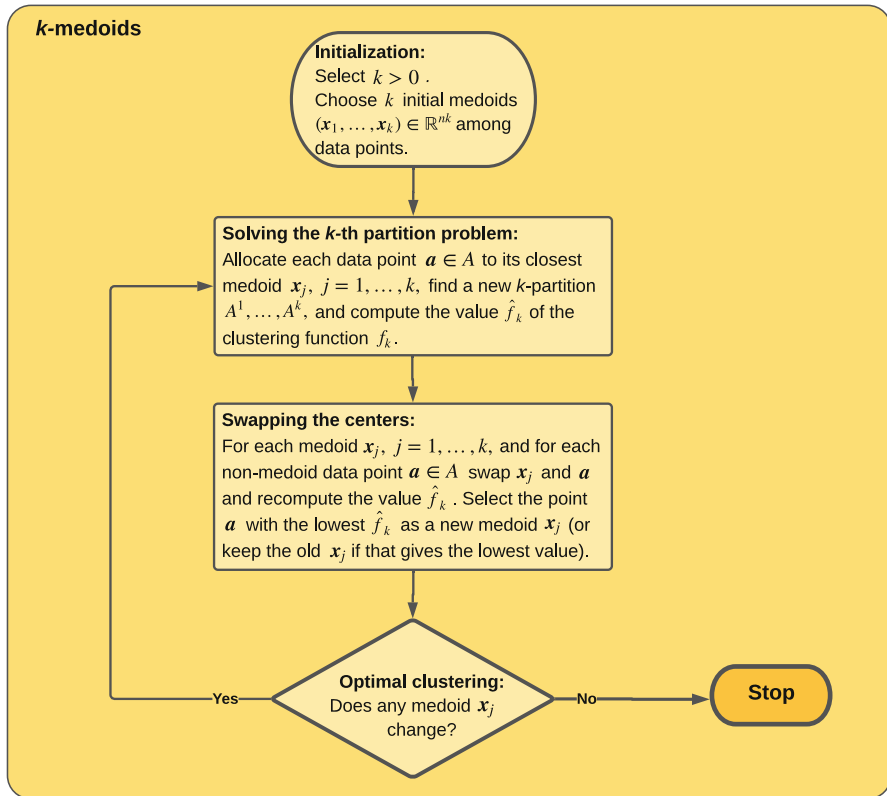 k-medoids
Initialization:
Select k > 0 .
Choose k initial medoids
(x₁, … , xₖ) ∈ ℝⁿᵏ among
data points.
Solving the k-th partition problem:
Allocate each data point a ∈ A to its closest
medoid xⱼ, j = 1, … , k, find a new k-partition
A¹, … , Aᵏ, and compute the value f̂ₖ of the
clustering function fₖ.
Swapping the centers:
For each medoid xⱼ, j = 1, … , k, and for each
non-medoid data point a ∈ A swap xⱼ and a
and recompute the value f̂ₖ . Select the point
a with the lowest f̂ₖ as a new medoid xⱼ (or
keep the old xⱼ if that gives the lowest value).
Optimal clustering:
Does any medoid xⱼ
change?
Yes
No
Stop